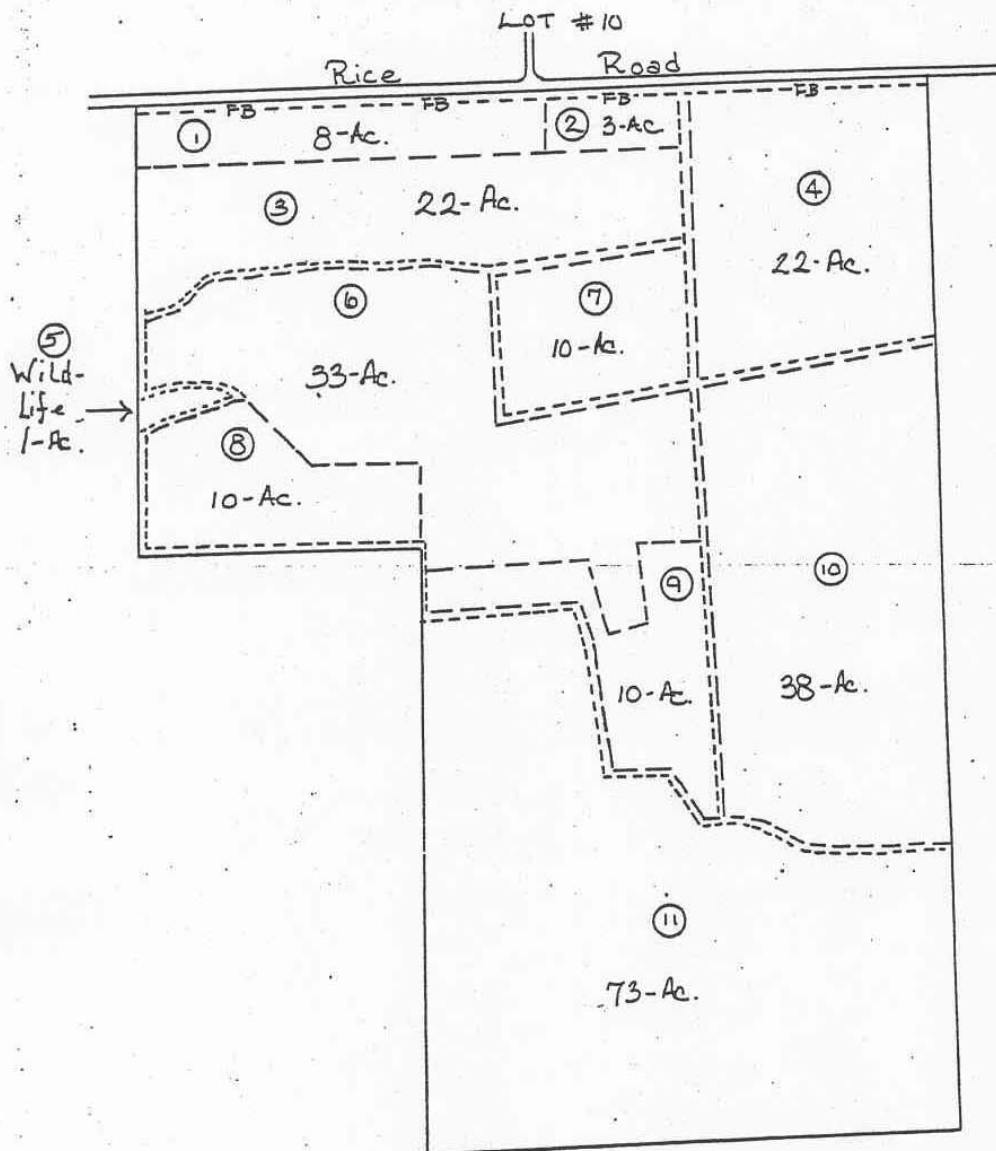 LOT #10
Rice Road
FB FB FB FB
1 8-Ac. 2 3-Ac
3 22-Ac.
4
22-Ac.
5
Wild-
Life
1-Ac.
6
33-Ac.
7
10-Ac.
8
10-Ac.
9
10-Ac.
10
38-Ac.
11
73-Ac.